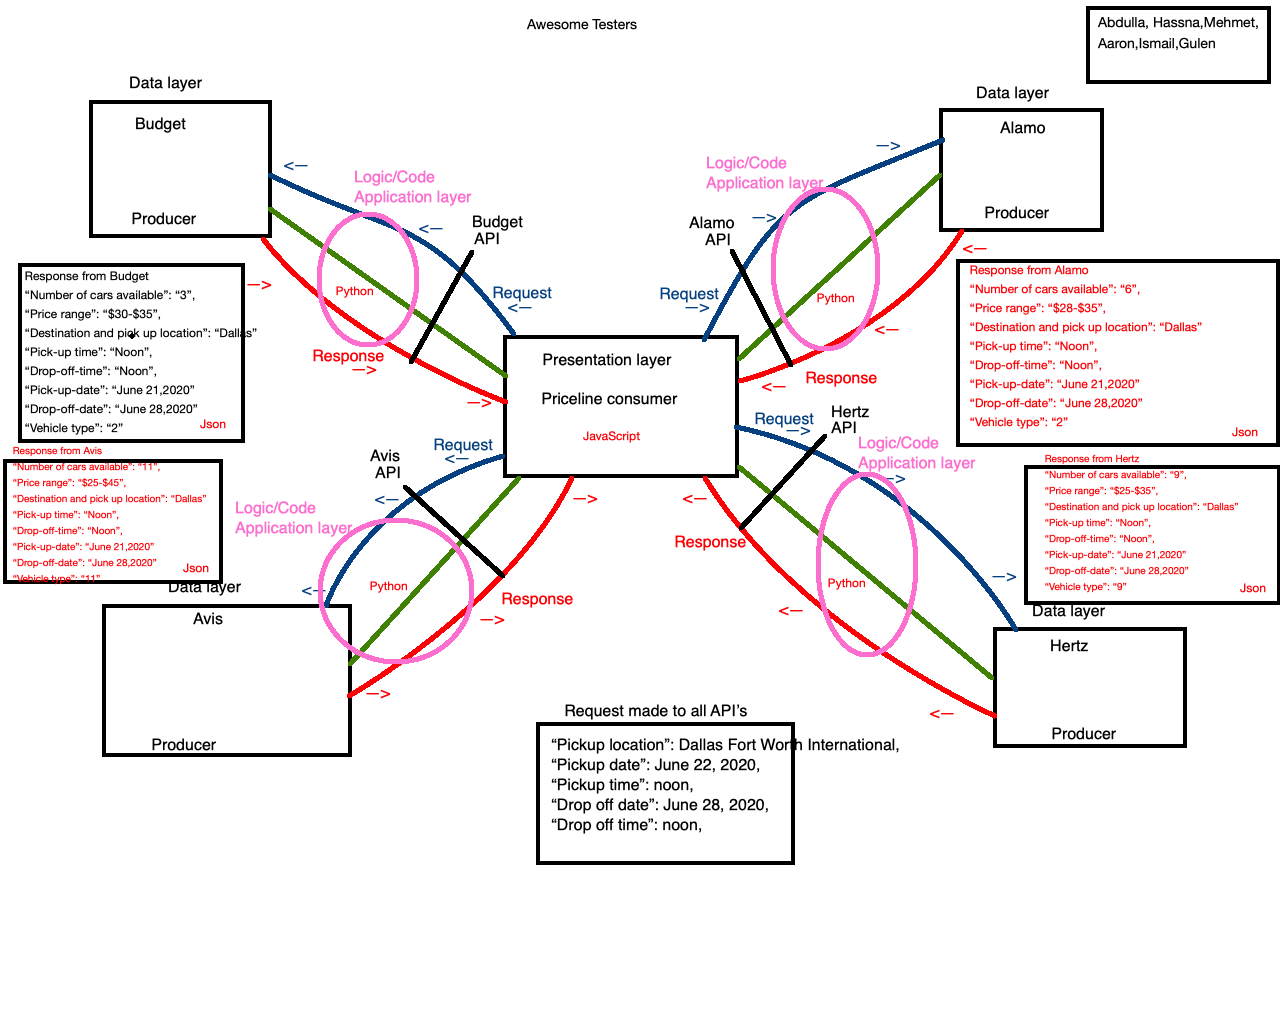 Awesome Testers
Abdulla, Hassna,Mehmet,
Aaron,Ismail,Gulen
Data layer
Budget
Producer
Data layer
Alamo
Producer
<—
<—
Logic/Code
Application layer
Budget
API
Python
Request
<—
Response
—>
—>
—>
Logic/Code
Application layer
—>
—>
Alamo
API
Python
Request
—>
<—
<—
<—
Response
Response from Budget
“Number of cars available”: “3”,
“Price range”: “$30-$35”,
“Destination and pick up location”: “Dallas”
“Pick-up time”: “Noon”,
“Drop-off-time”: “Noon”,
“Pick-up-date”: “June 21,2020”
“Drop-off-date”: “June 28,2020”
“Vehicle type”: “2”
Json
Response from Alamo
“Number of cars available”: “6”,
“Price range”: “$28-$35”,
“Destination and pick up location”: “Dallas”
“Pick-up time”: “Noon”,
“Drop-off-time”: “Noon”,
“Pick-up-date”: “June 21,2020”
“Drop-off-date”: “June 28,2020”
“Vehicle type”: “2”
Json
Presentation layer
Priceline consumer
JavaScript
Response from Avis
“Number of cars available”: “11”,
“Price range”: “$25-$45”,
“Destination and pick up location”: “Dallas”
“Pick-up time”: “Noon”,
“Drop-off-time”: “Noon”,
“Pick-up-date”: “June 21,2020”
“Drop-off-date”: “June 28,2020”
“Vehicle type”: “11”
Json
Request
<—
Avis
API
<—
Logic/Code
Application layer
Python
<—
—>
Response
—>
—>
Data layer
Avis
Producer
Request
—>
Hertz
API
Logic/Code
Application layer
—>
<—
Response
Python
—>
<—
<—
Response from Hertz
“Number of cars available”: “9”,
“Price range”: “$25-$35”,
“Destination and pick up location”: “Dallas”
“Pick-up time”: “Noon”,
“Drop-off-time”: “Noon”,
“Pick-up-date”: “June 21,2020”
“Drop-off-date”: “June 28,2020”
“Vehicle type”: “9”
Json
Data layer
Hertz
Producer
Request made to all API’s
“Pickup location”: Dallas Fort Worth International,
“Pickup date”: June 22, 2020,
“Pickup time”: noon,
“Drop off date”: June 28, 2020,
“Drop off time”: noon,